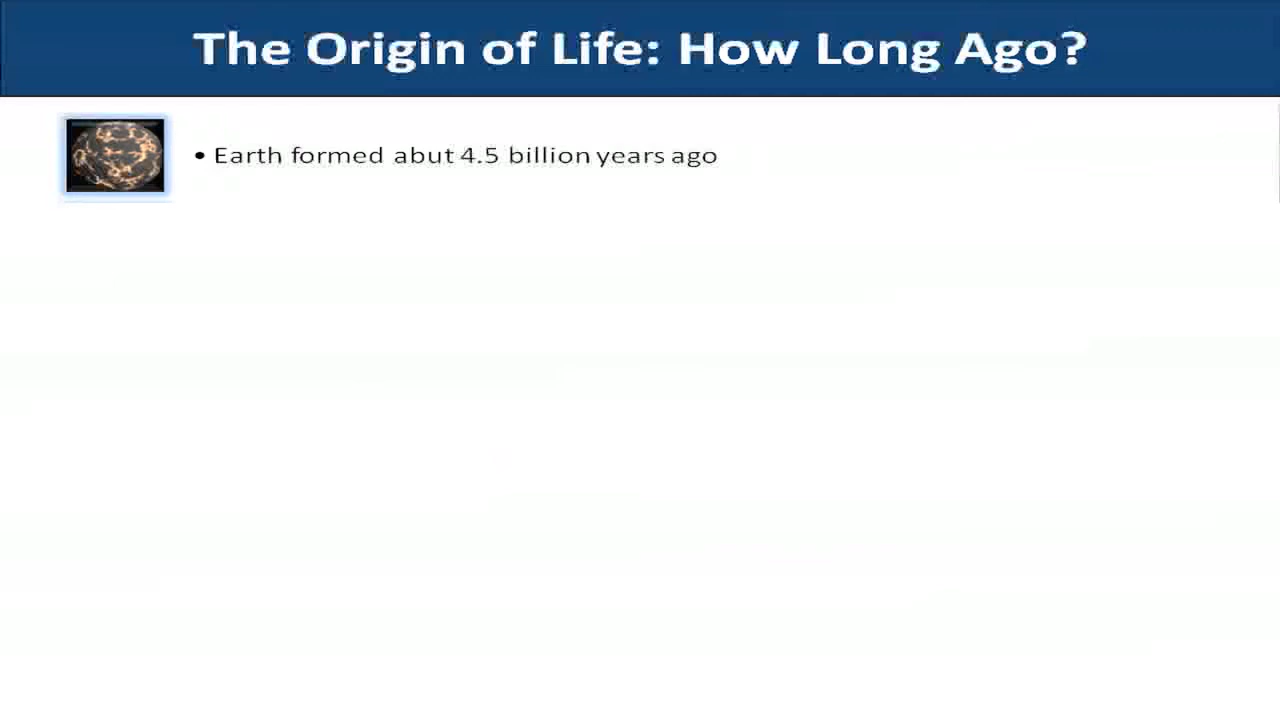 The Origin of Life: How Long Ago?
• Earth formed abut 4.5 billion years ago